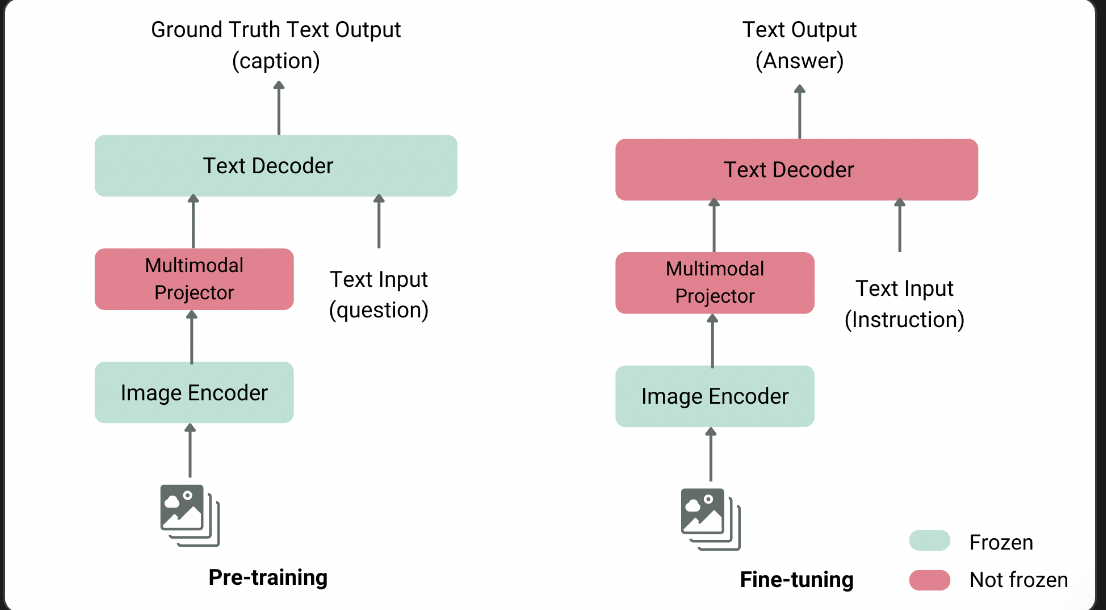 Ground Truth Text Output
(caption)
Text Decoder
Multimodal
Projector
Text Input
(question)
Image Encoder
Pre-training
Text Output
(Answer)
Text Decoder
Multimodal
Projector
Text Input
(Instruction)
Image Encoder
Fine-tuning
Frozen
Not frozen